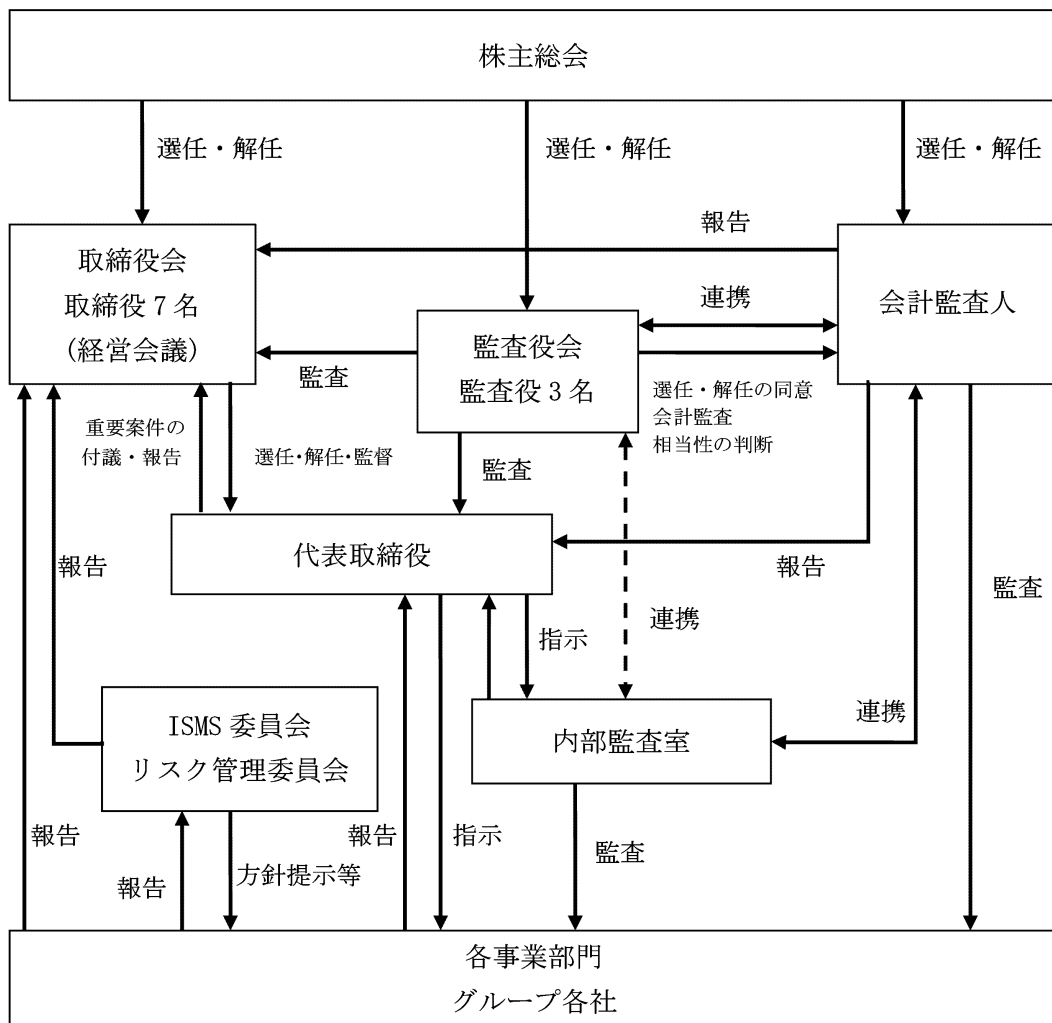 株主総会
選任・解任
選任・解任
選任・解任
取締役会
取締役7名
(経営会議)
報告
会計監査人
連携
監査役会
監査役3名
監査
選任・解任の同意
会計監査
相当性の判断
重要案件の
付議・報告
選任・解任・監督
監査
代表取締役
報告
報告
監査
連携
指示
ISMS 委員会
リスク管理委員会
内部監査室
連携
報告
報告
方針提示等
報告
指示
監査
各事業部門
グループ各社